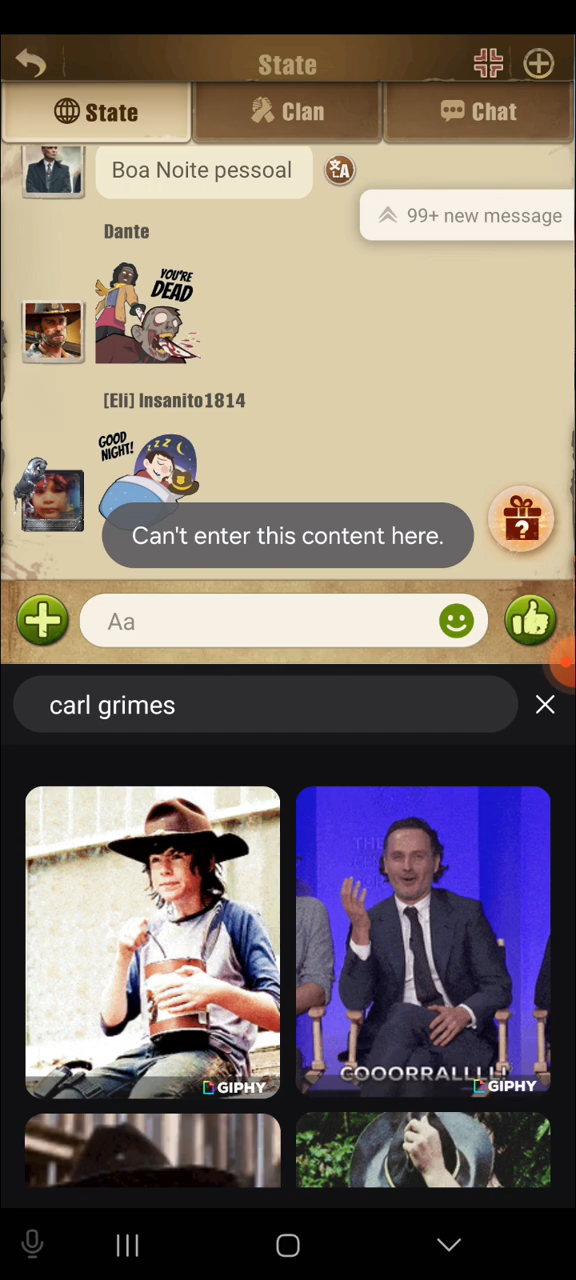 State
State
Clan
Chat
Boa Noite pessoal
99+ new message
Dante
YOU'RE
DEAD
[Eli] Insanito1814
GOOD
NIGHT!
Z Z Z
Can't enter this content here.
?
Aa
carl grimes
GIPHY
COOORRALLLL!
GIPHY